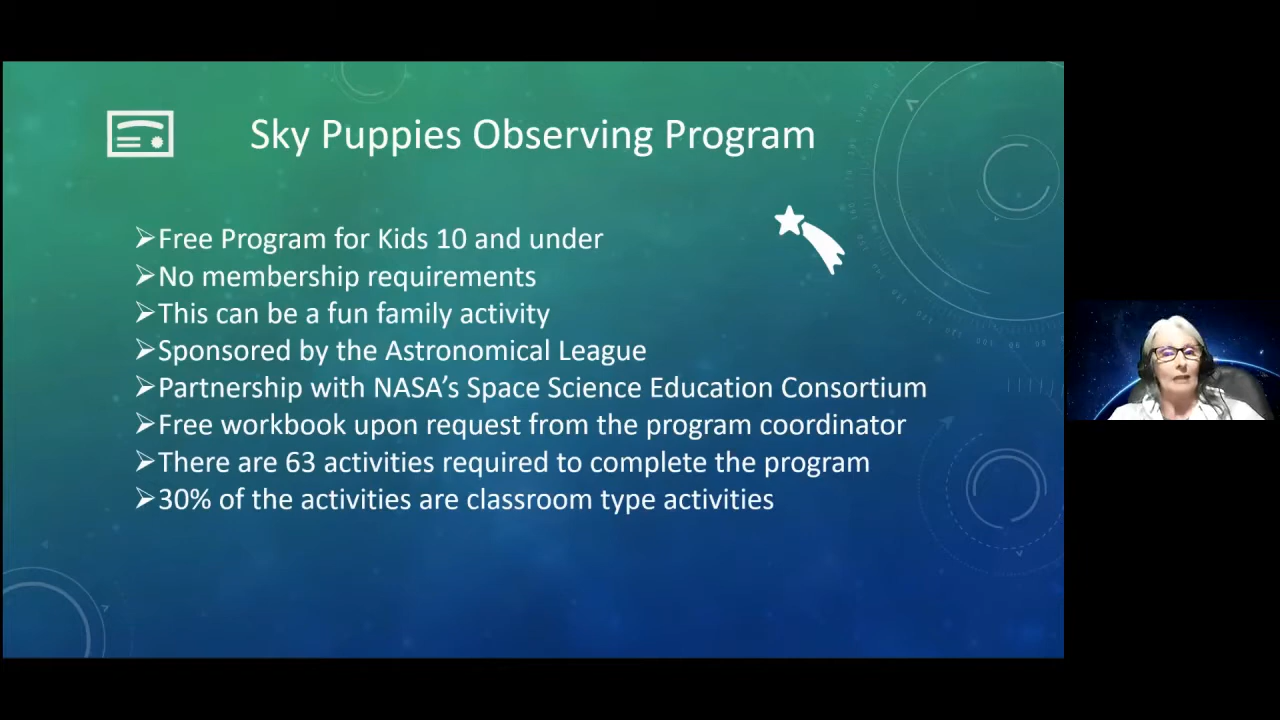 Sky Puppies Observing Program
➢Free Program for Kids 10 and under
➢No membership requirements
➢This can be a fun family activity
➢Sponsored by the Astronomical League
➢Partnership with NASA’s Space Science Education Consortium
➢Free workbook upon request from the program coordinator
➢There are 63 activities required to complete the program
➢30% of the activities are classroom type activities